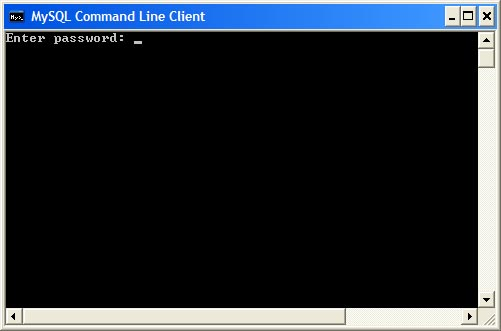 MySQL Command Line Client
Enter password: